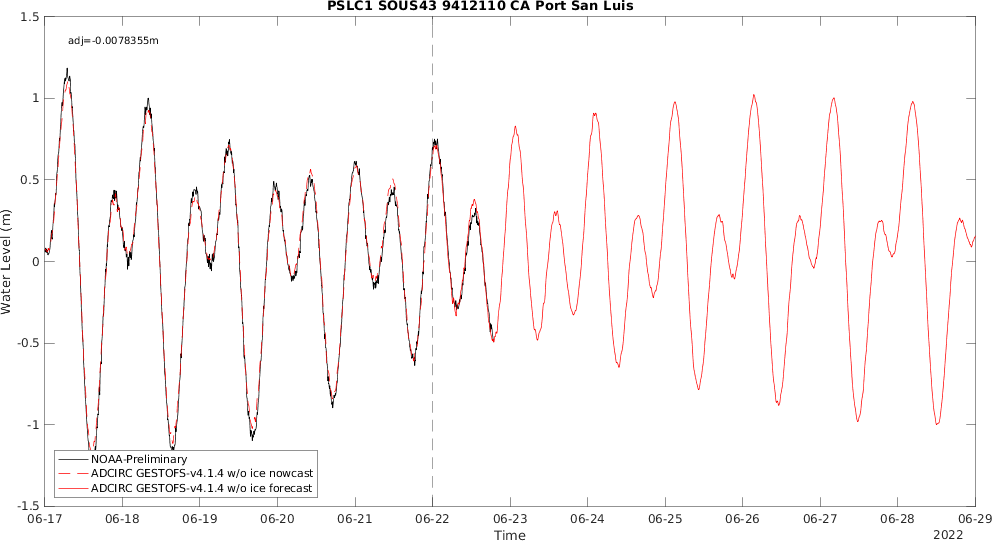 PSLC1 SOUS43 9412110 CA Port San Luis
adj=-0.0078355m
1.5
1
0.5
0
-0.5
-1
-1.5
Water Level (m)
NOAA-Preliminary
ADCIRC GESTOFS-v4.1.4 w/o ice nowcast
ADCIRC GESTOFS-v4.1.4 w/o ice forecast
06-17 06-18 06-19 06-20 06-21 06-22 06-23 06-24 06-25 06-26 06-27 06-28 06-29
Time
2022